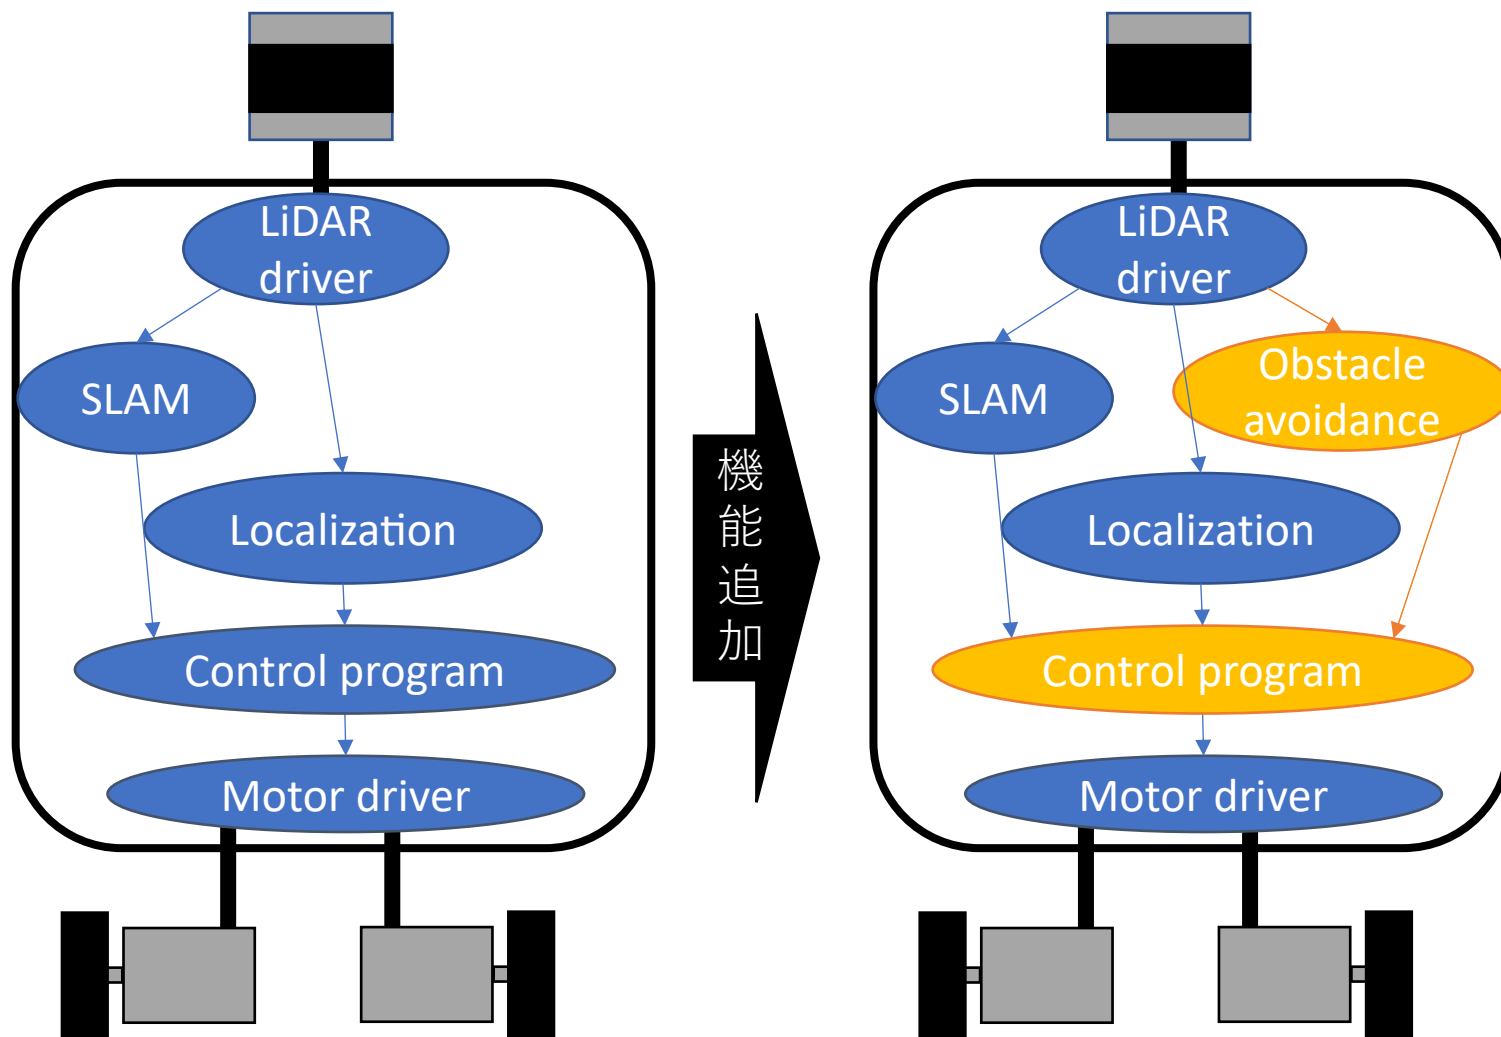 LiDAR
driver
SLAM
Localization
Control program
Motor driver
機能追加
LiDAR
driver
SLAM
Obstacle
avoidance
Localization
Control program
Motor driver